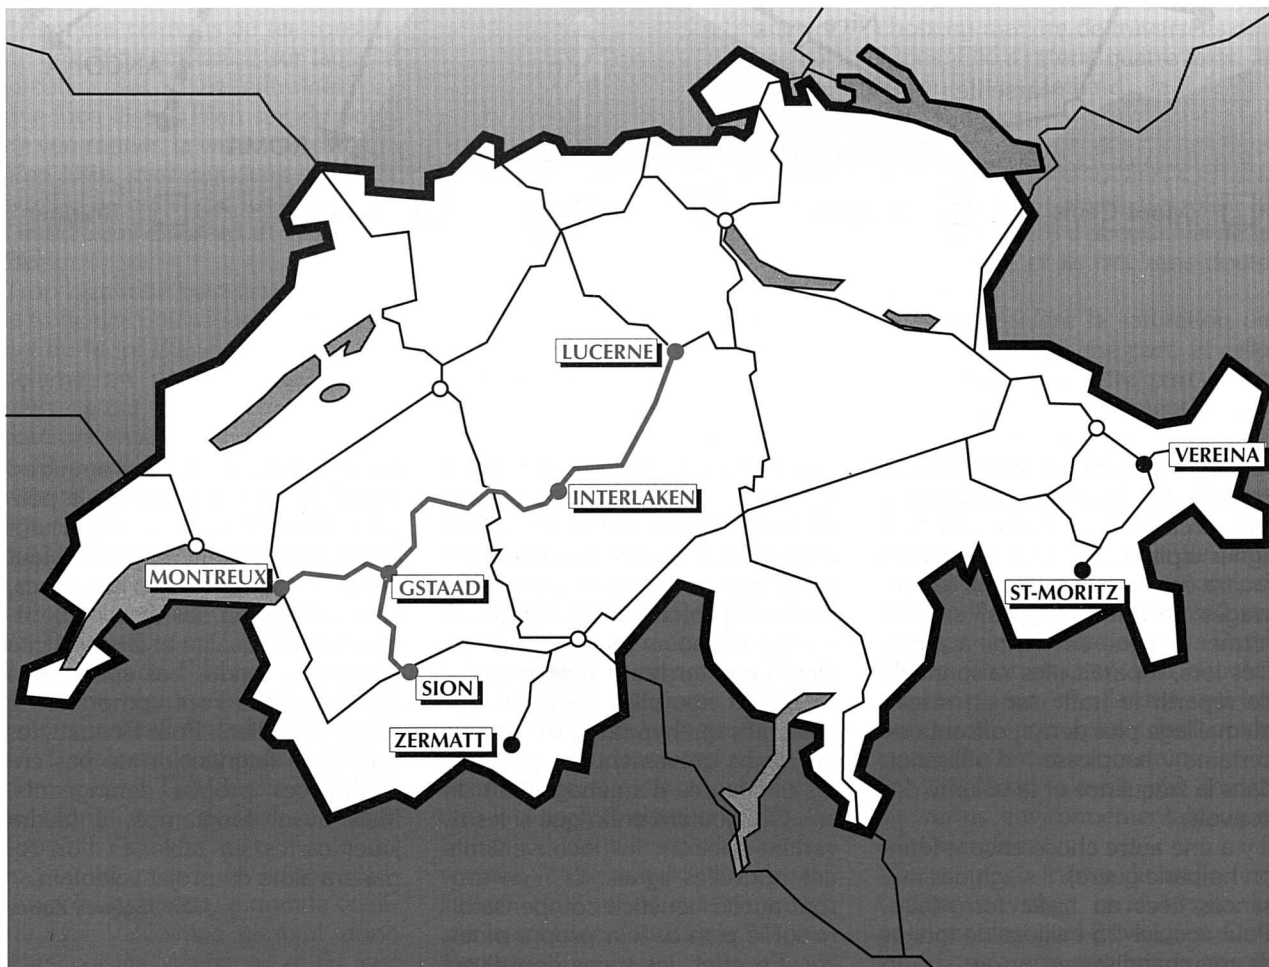 LUCERNE
INTERLAKEN
VEREINA
MONTREUX
GSTAAD
ST-MORITZ
SION
ZERMATT